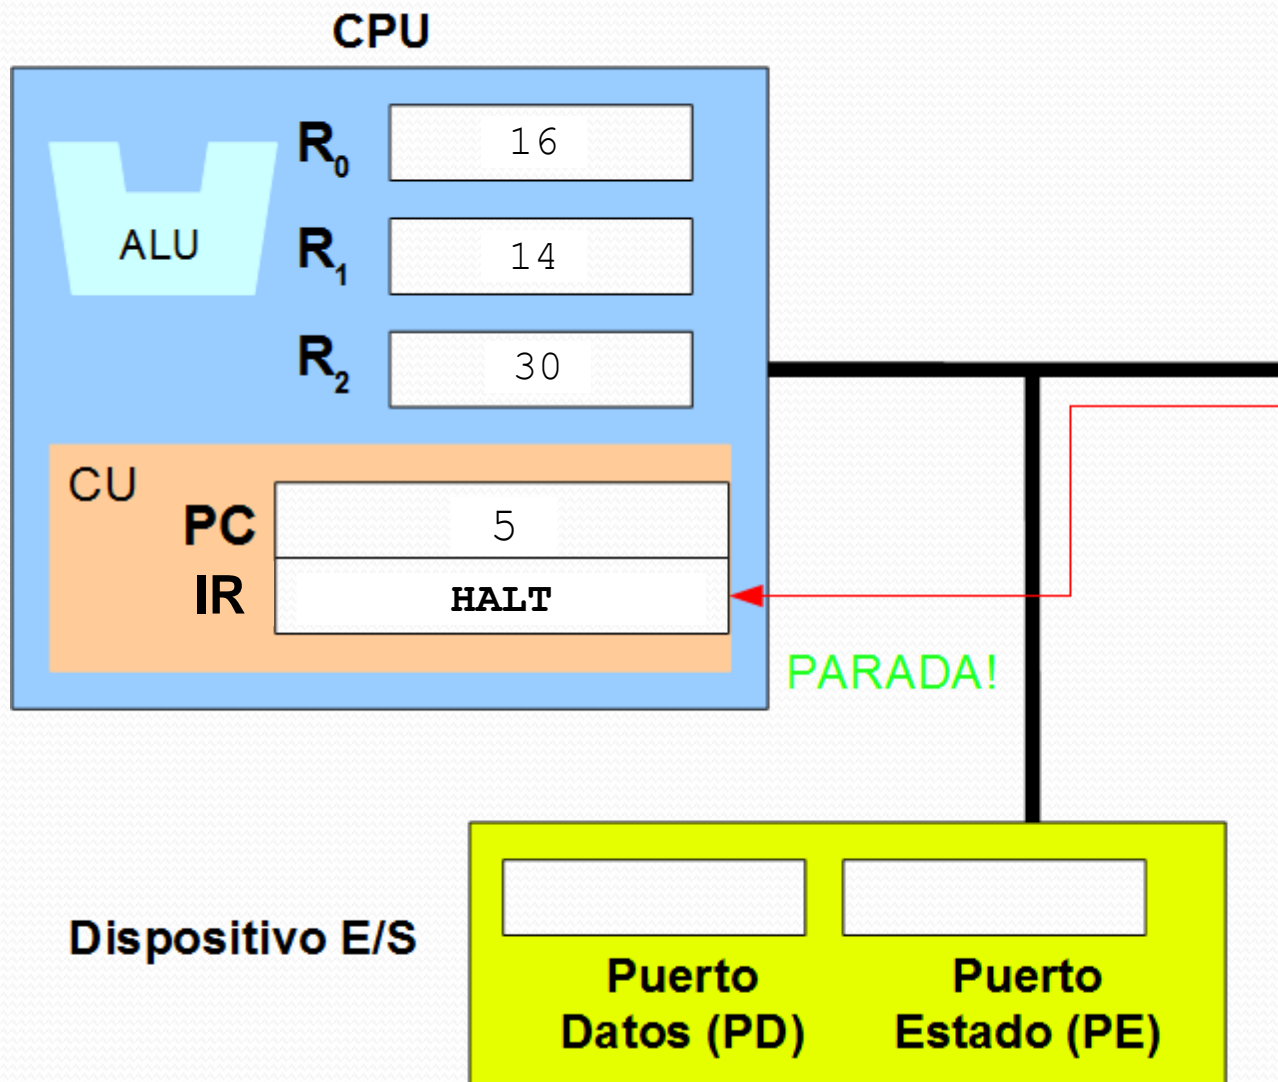 CPU
R0 16
ALU
R1 14
R2 30
CU
PC 5
IR HALT
PARADA!
Dispositivo E/S
Puerto Datos (PD)
Puerto Estado (PE)